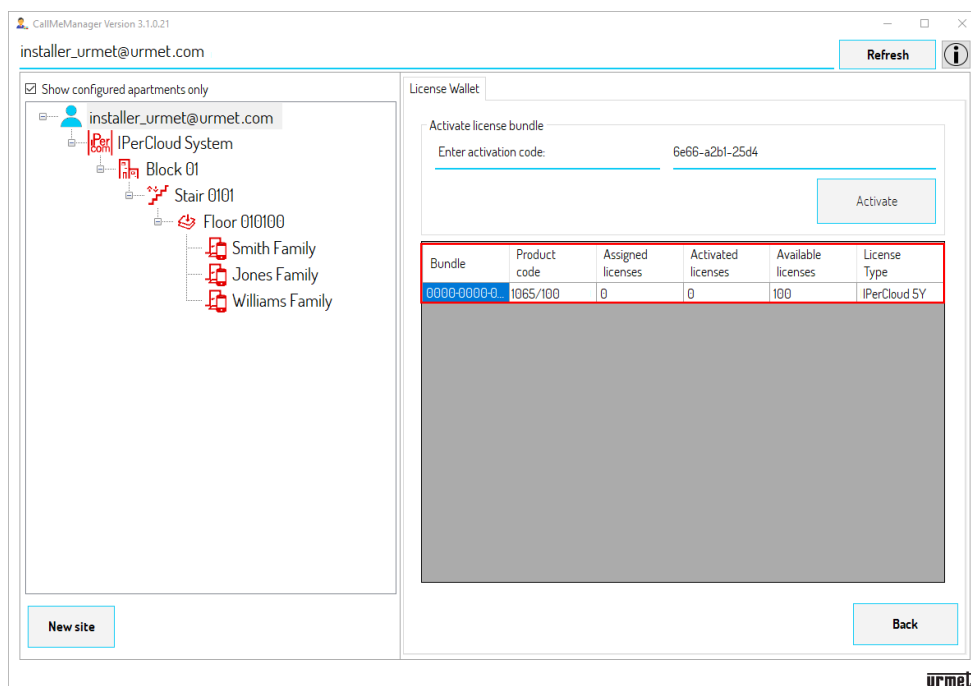 CallMeManager Version 3.1.0.21
installer_urmet@urmet.com
Refresh
Show configured apartments only
installer_urmet@urmet.com
IPerCloud System
Block 01
Stair 0101
Floor 010100
Smith Family
Jones Family
Williams Family
New site
License Wallet
Activate license bundle
Enter activation code: 6e66-a2b1-25d4
Activate
Bundle Product code Assigned licenses Activated licenses Available licenses License Type
0000-0000-0... 1065/100 0 0 100 IPerCloud 5Y
Back
urmet